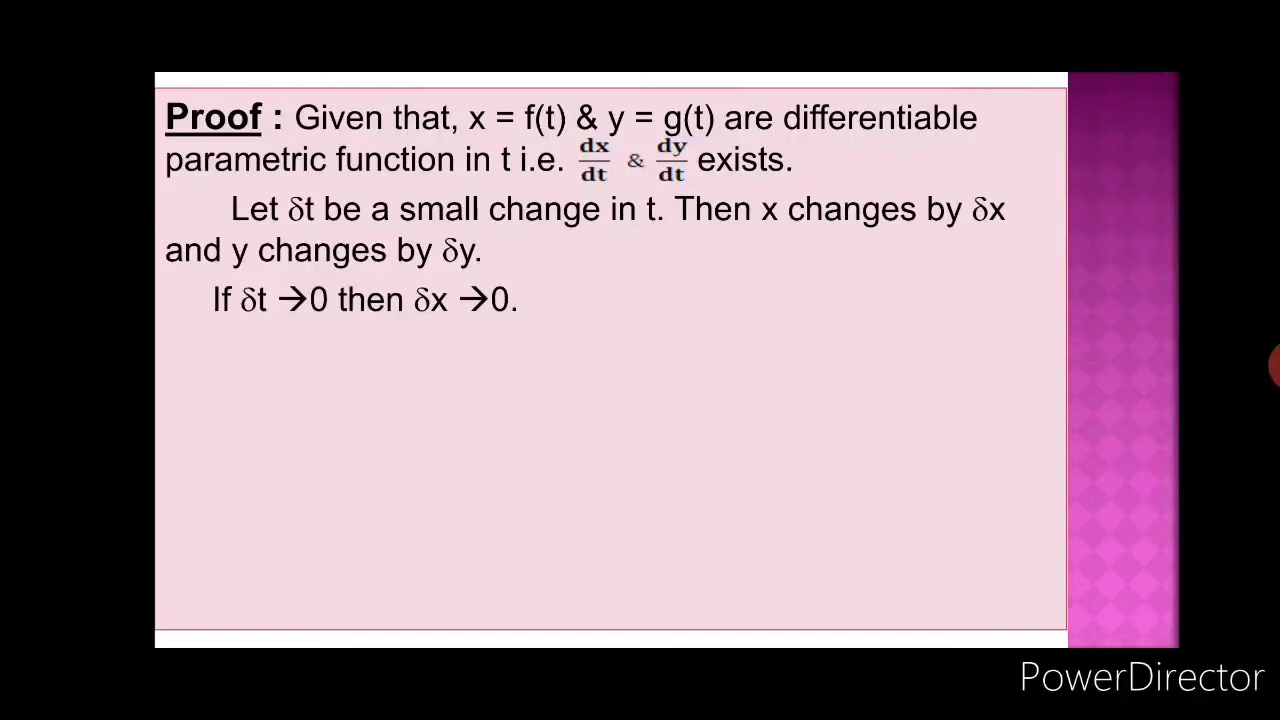 Proof : Given that, x = f(t) & y = g(t) are differentiable
parametric function in t i.e. dx/dt & dy/dt exists.
Let δt be a small change in t. Then x changes by δx
and y changes by δy.
If δt →0 then δx →0.
PowerDirector